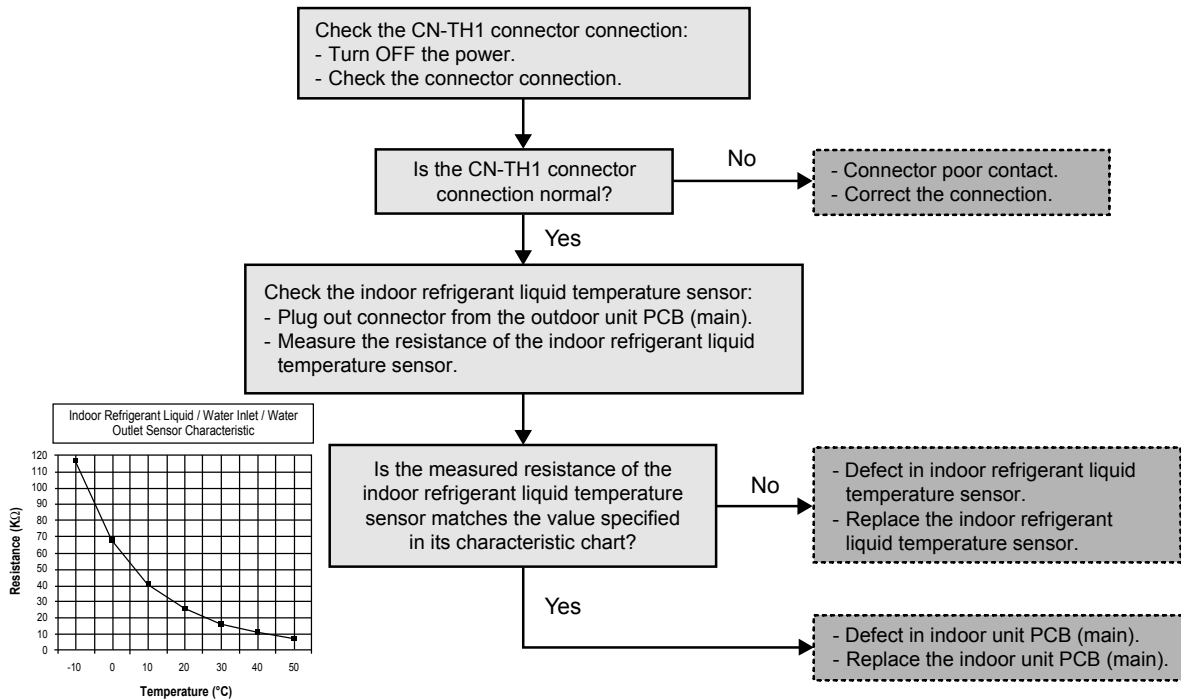 Check the CN-TH1 connector connection:
- Turn OFF the power.
- Check the connector connection.
Is the CN-TH1 connector
connection normal?
No
- Connector poor contact.
- Correct the connection.
Yes
Check the indoor refrigerant liquid temperature sensor:
- Plug out connector from the outdoor unit PCB (main).
- Measure the resistance of the indoor refrigerant liquid
temperature sensor.
Indoor Refrigerant Liquid / Water Inlet / Water
Outlet Sensor Characteristic
Resistance (KΩ)
120
110
100
90
80
70
60
50
40
30
20
10
0
-10 0 10 20 30 40 50
Temperature (°C)
Is the measured resistance of the
indoor refrigerant liquid temperature
sensor matches the value specified
in its characteristic chart?
No
- Defect in indoor refrigerant liquid
temperature sensor.
- Replace the indoor refrigerant
liquid temperature sensor.
Yes
- Defect in indoor unit PCB (main).
- Replace the indoor unit PCB (main).